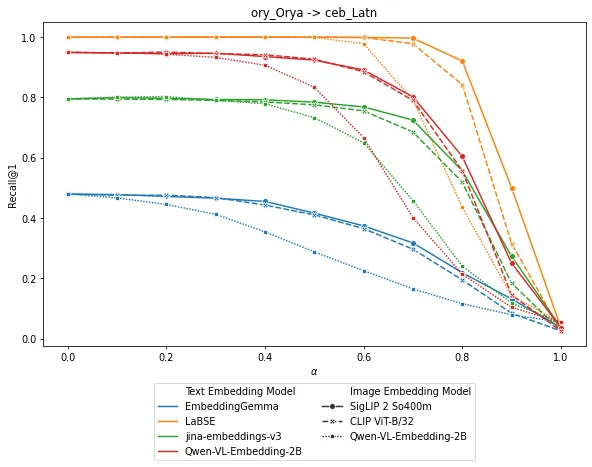 ory_Orya -> ceb_Latn
1.0
0.8
0.6
0.4
0.2
0.0
Recall@1
0.0 0.2 0.4 0.6 0.8 1.0
α
Text Embedding Model Image Embedding Model
EmbeddingGemma SigLIP 2 So400m
LaBSE CLIP ViT-B/32
jina-embeddings-v3 Qwen-VL-Embedding-2B
Qwen-VL-Embedding-2B